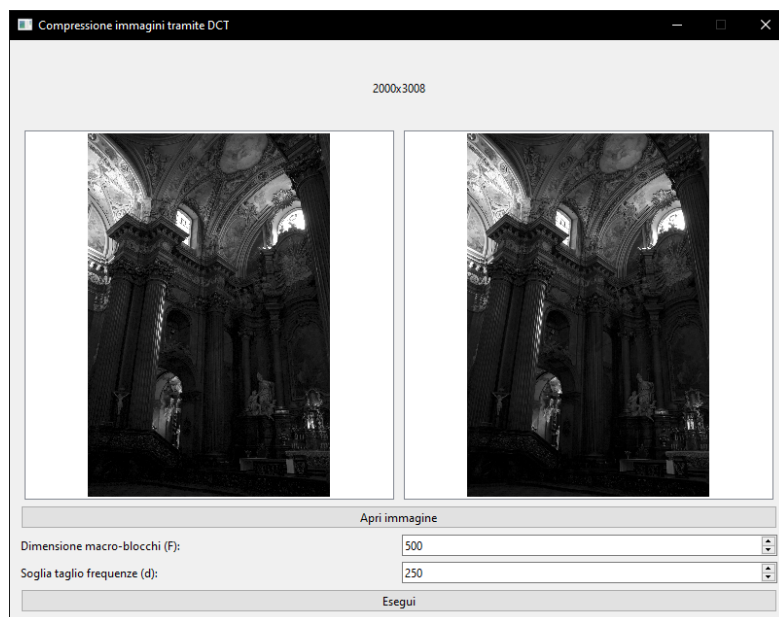 Compressione immagini tramite DCT
2000x3008
Apri immagine
Dimensione macro-blocchi (F):
500
Soglia taglio frequenze (d):
250
Esegui